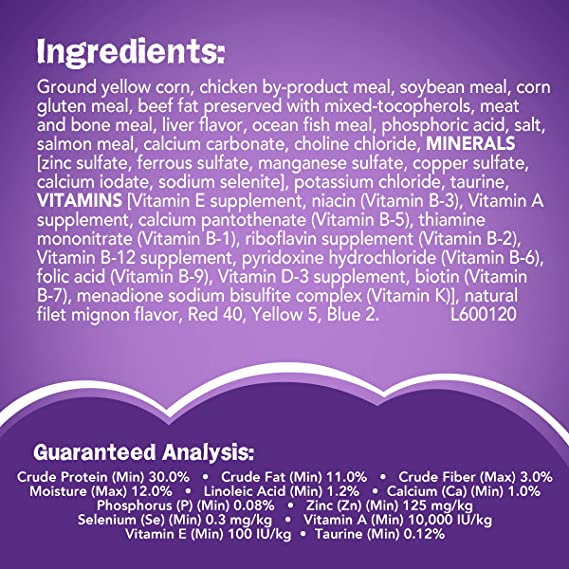 Ingredients:
Ground yellow corn, chicken by-product meal, soybean meal, corn
gluten meal, beef fat preserved with mixed-tocopherols, meat
and bone meal, liver flavor, ocean fish meal, phosphoric acid, salt,
salmon meal, calcium carbonate, choline chloride, MINERALS
[zinc sulfate, ferrous sulfate, manganese sulfate, copper sulfate,
calcium iodate, sodium selenite], potassium chloride, taurine,
VITAMINS [Vitamin E supplement, niacin (Vitamin B-3), Vitamin A
supplement, calcium pantothenate (Vitamin B-5), thiamine
mononitrate (Vitamin B-1), riboflavin supplement (Vitamin B-2),
Vitamin B-12 supplement, pyridoxine hydrochloride (Vitamin B-6),
folic acid (Vitamin B-9), Vitamin D-3 supplement, biotin (Vitamin
B-7), menadione sodium bisulfite complex (Vitamin K)], natural
filet mignon flavor, Red 40, Yellow 5, Blue 2. L600120
Guaranteed Analysis:
Crude Protein (Min) 30.0% • Crude Fat (Min) 11.0% • Crude Fiber (Max) 3.0%
Moisture (Max) 12.0% • Linoleic Acid (Min) 1.2% • Calcium (Ca) (Min) 1.0%
Phosphorus (P) (Min) 0.08% • Zinc (Zn) (Min) 125 mg/kg
Selenium (Se) (Min) 0.3 mg/kg • Vitamin A (Min) 10,000 IU/kg
Vitamin E (Min) 100 IU/kg • Taurine (Min) 0.12%